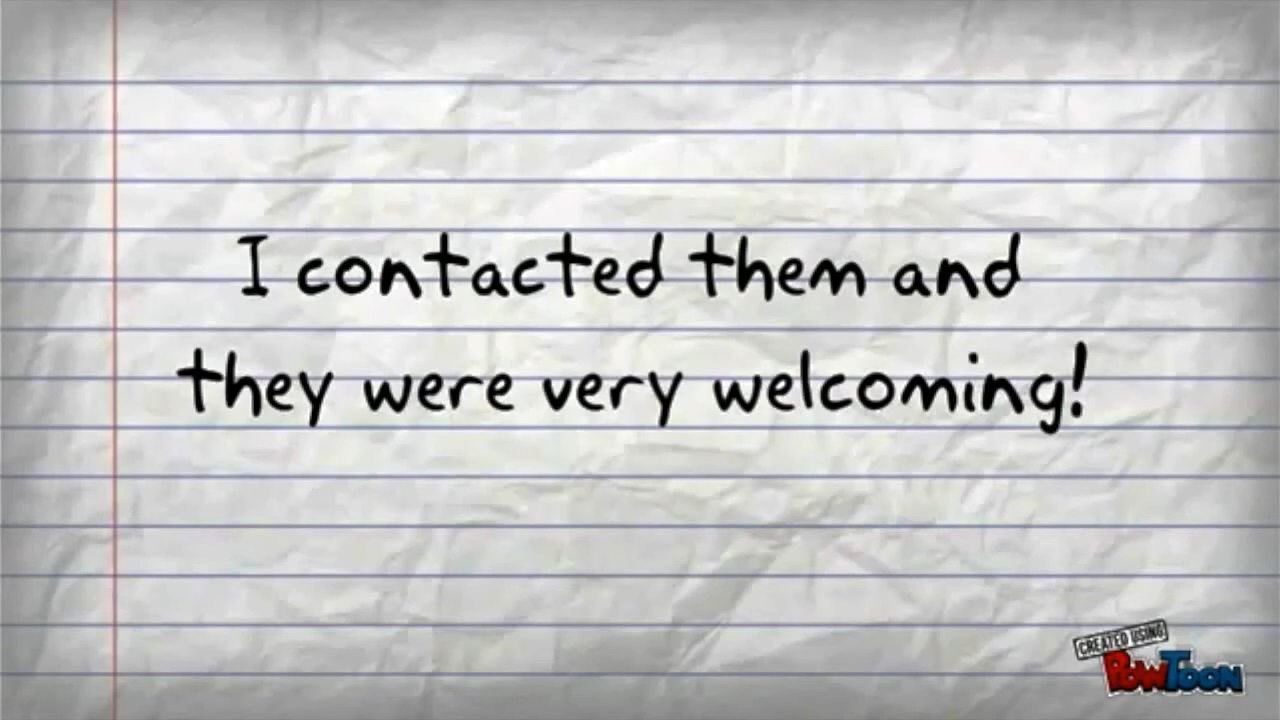 I contacted them and
they were very welcoming!
CREATED USING
POWTOON